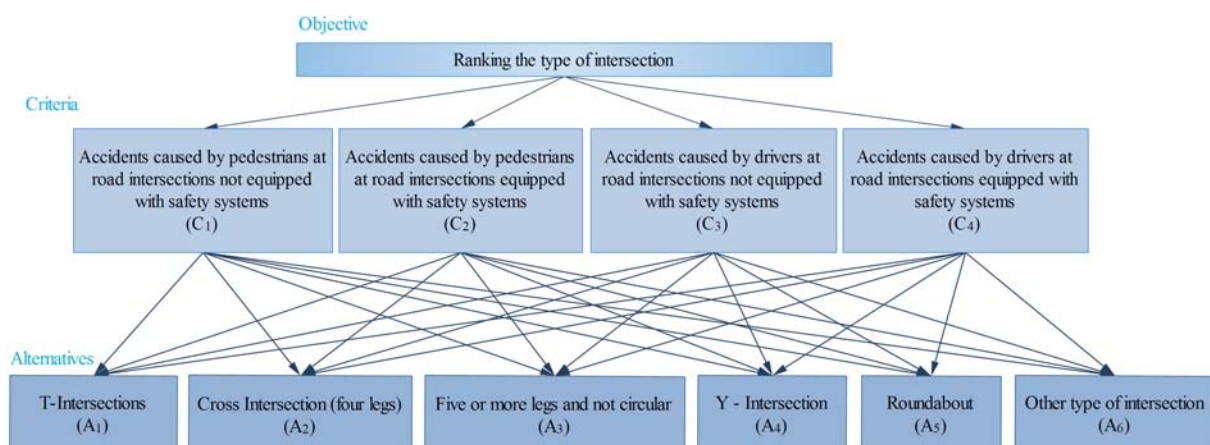 Objective
Ranking the type of intersection
Criteria
Accidents caused by pedestrians at
road intersections not equipped
with safety systems
(C₁)
Accidents caused by pedestrians
at road intersections equipped
with safety systems
(C₂)
Accidents caused by drivers at
road intersections not equipped
with safety systems
(C₃)
Accidents caused by drivers at
road intersections equipped with
safety systems
(C₄)
Alternatives
T-Intersections
(A₁)
Cross Intersection (four legs)
(A₂)
Five or more legs and not circular
(A₃)
Y - Intersection
(A₄)
Roundabout
(A₅)
Other type of intersection
(A₆)